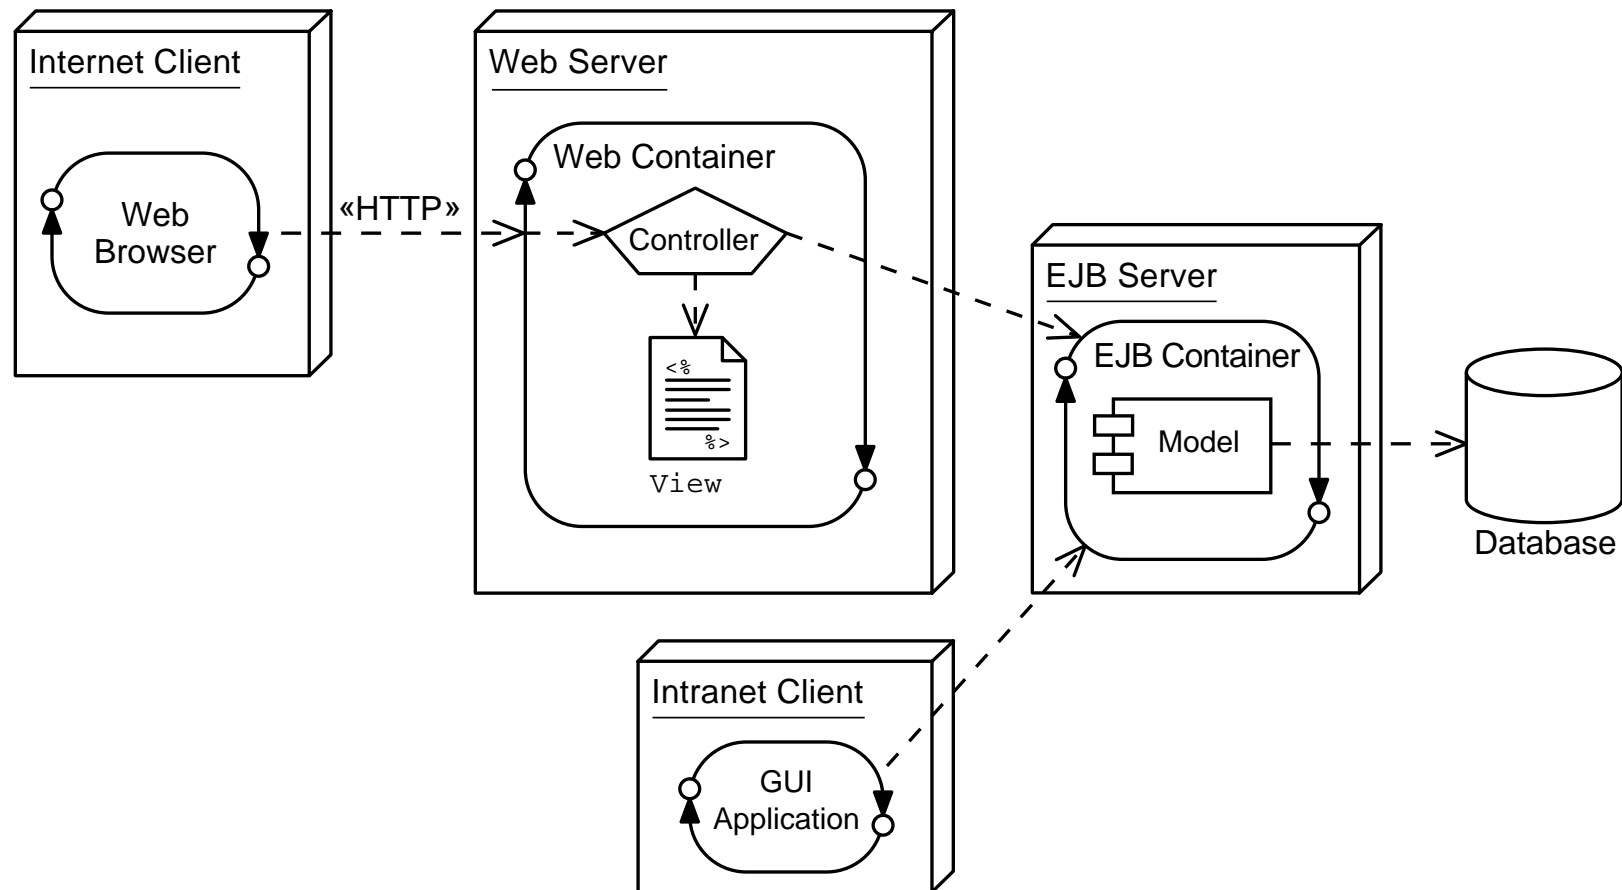 Internet Client
Web
Browser
«HTTP»
Web Server
Web Container
Controller
<%
%>
View
EJB Server
EJB Container
Model
Database
Intranet Client
GUI
Application